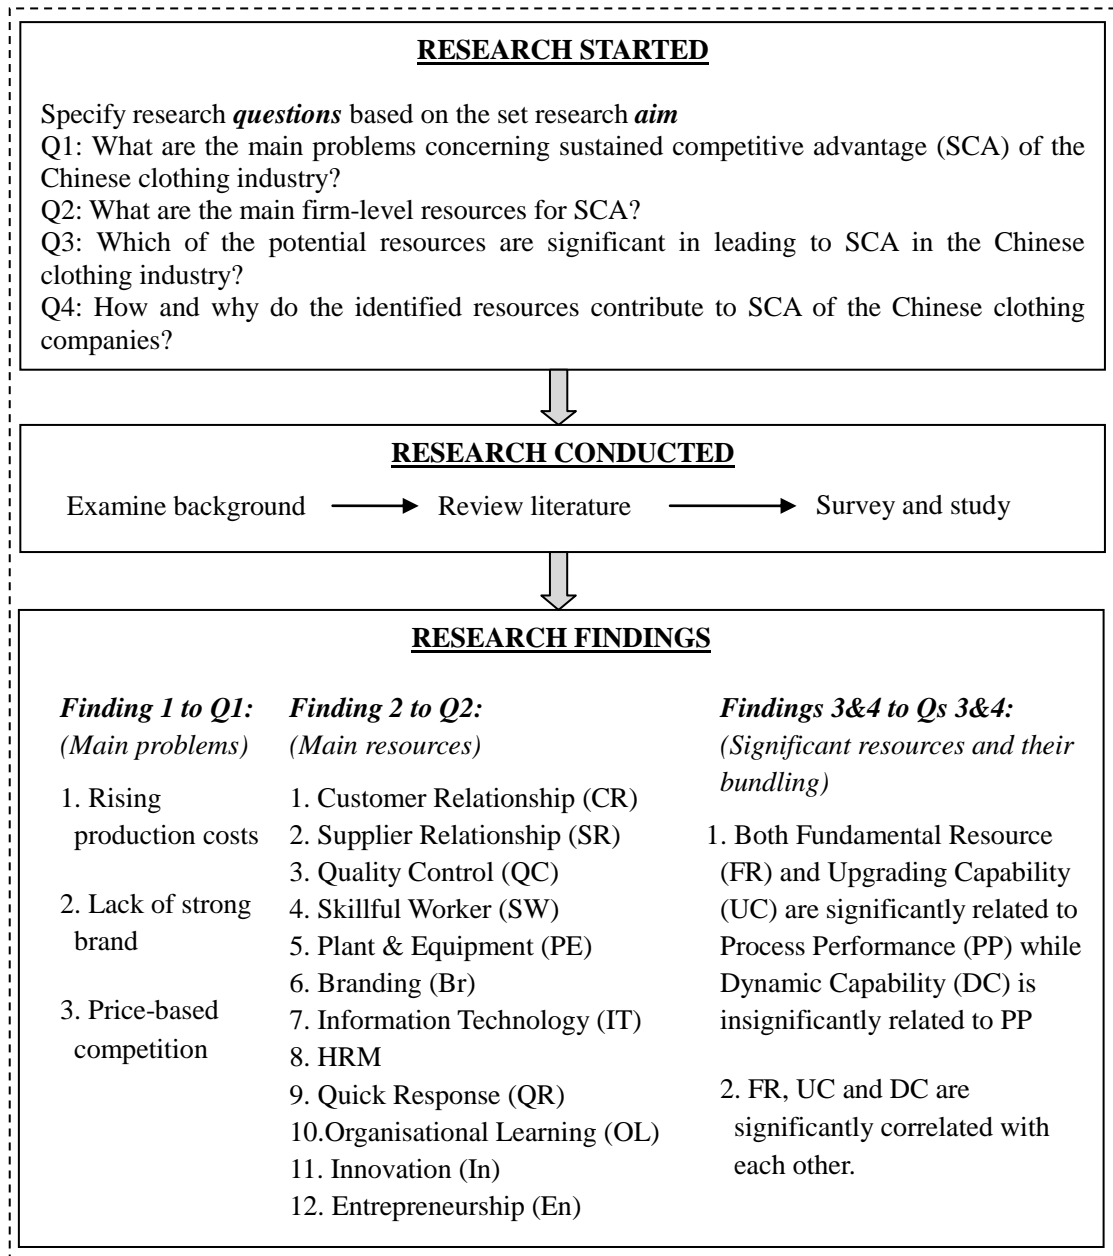 RESEARCH STARTED
Specify research questions based on the set research aim
Q1: What are the main problems concerning sustained competitive advantage (SCA) of the
Chinese clothing industry?
Q2: What are the main firm-level resources for SCA?
Q3: Which of the potential resources are significant in leading to SCA in the Chinese
clothing industry?
Q4: How and why do the identified resources contribute to SCA of the Chinese clothing
companies?
RESEARCH CONDUCTED
Examine background
Review literature
Survey and study
RESEARCH FINDINGS
Finding 1 to Q1:
(Main problems)
1. Rising
production costs
2. Lack of strong
brand
3. Price-based
competition
Finding 2 to Q2:
(Main resources)
1. Customer Relationship (CR)
2. Supplier Relationship (SR)
3. Quality Control (QC)
4. Skillful Worker (SW)
5. Plant & Equipment (PE)
6. Branding (Br)
7. Information Technology (IT)
8. HRM
9. Quick Response (QR)
10.Organisational Learning (OL)
11. Innovation (In)
12. Entrepreneurship (En)
Findings 3&4 to Qs 3&4:
(Significant resources and their
bundling)
1. Both Fundamental Resource
(FR) and Upgrading Capability
(UC) are significantly related to
Process Performance (PP) while
Dynamic Capability (DC) is
insignificantly related to PP
2. FR, UC and DC are
significantly correlated with
each other.